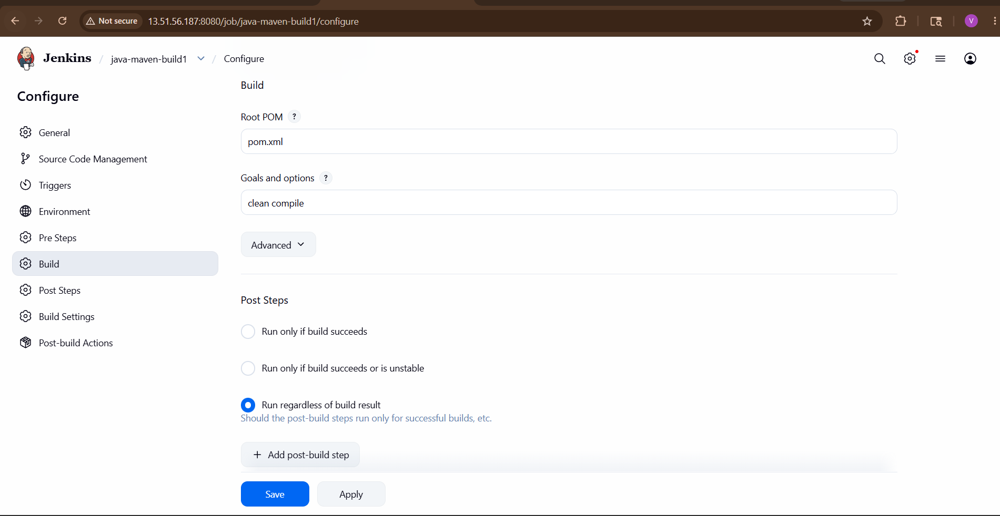 Not secure 13.51.56.187:8080/job/java-maven-build1/configure
V
Jenkins / java-maven-build1 / Configure
Configure
General
Source Code Management
Triggers
Environment
Pre Steps
Build
Post Steps
Build Settings
Post-build Actions
Build
Root POM ?
pom.xml
Goals and options ?
clean compile
Advanced
Post Steps
Run only if build succeeds
Run only if build succeeds or is unstable
Run regardless of build result
Should the post-build steps run only for successful builds, etc.
+ Add post-build step
Save Apply